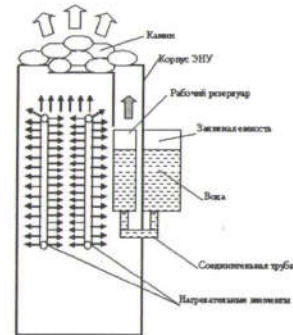 Камни
Корпус ЭНУ
Рабочий резервуар
Заливная емкость
Вода
Соединительная труба
Нагревательные элементы